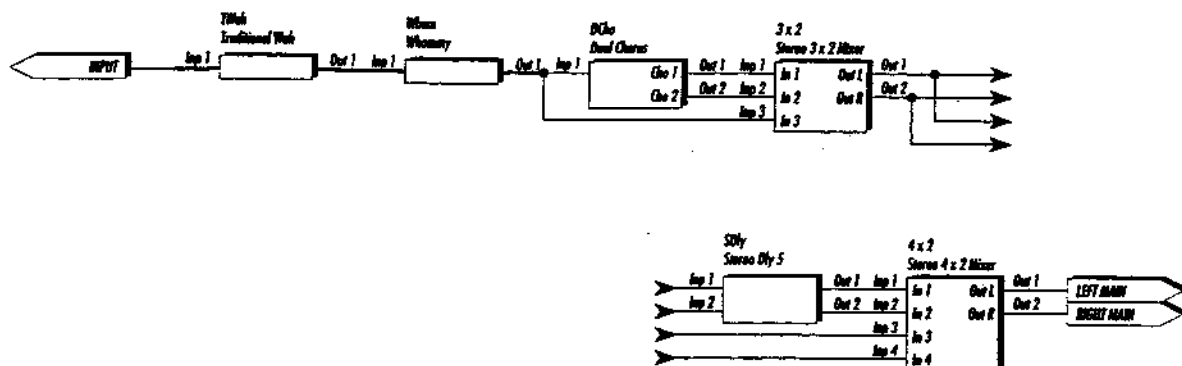 TWah
Traditional Wah
INPUT
Inp 1
Out 1
Inp 1
Whammy
Out 1
Inp 1
DCho
Dual Chorus
Cho 1
Cho 2
Out 1
Out 2
Inp 1
Inp 2
Inp 3
3 x 2
Stereo 3 x 2 Mixer
In 1
In 2
In 3
Out L
Out R
Out 1
Out 2
SDly
Stereo Dly S
Inp 1
Inp 2
Out 1
Out 2
Inp 1
Inp 2
Inp 3
Inp 4
4 x 2
Stereo 4 x 2 Mixer
In 1
In 2
In 3
In 4
Out L
Out R
Out 1
Out 2
LEFT MAIN
RIGHT MAIN